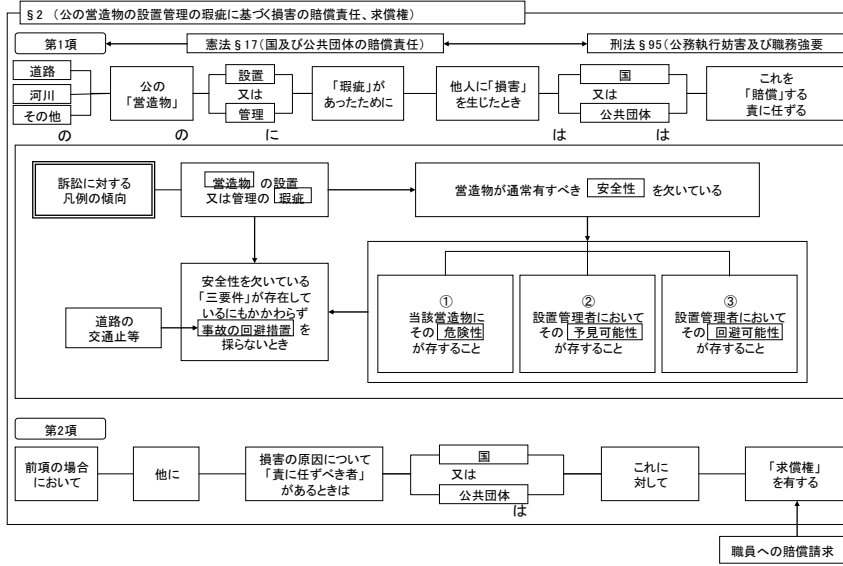 §2 (公の営造物の設置管理の瑕疵に基づく損害の賠償責任、求償権)
第1項
憲法§17(国及び公共団体の賠償責任)
刑法§95(公務執行妨害及び職務強要
道路
河川
その他
の
公の
「営造物」
の
設置
又は
管理
に
「瑕疵」が
あったために
他人に「損害」
を生じたとき
は
国
又は
公共団体
は
これを
「賠償」する
責に任ずる
訴訟に対する
凡例の傾向
営造物 の設置
又は管理の 瑕疵
営造物が通常有すべき 安全性 を欠いている
安全性を欠いている
「三要件」が存在して
いるにもかかわらず
事故の回避措置 を
採らないとき
道路の
交通止等
①
当該営造物に
その 危険性
が存すること
②
設置管理者において
その 予見可能性
が存すること
③
設置管理者において
その 回避可能性
が存すること
第2項
前項の場合
において
他に
損害の原因について
「責に任ずべき者」
があるときは
国
又は
公共団体
は
これに
対して
「求償権」
を有する
職員への賠償請求